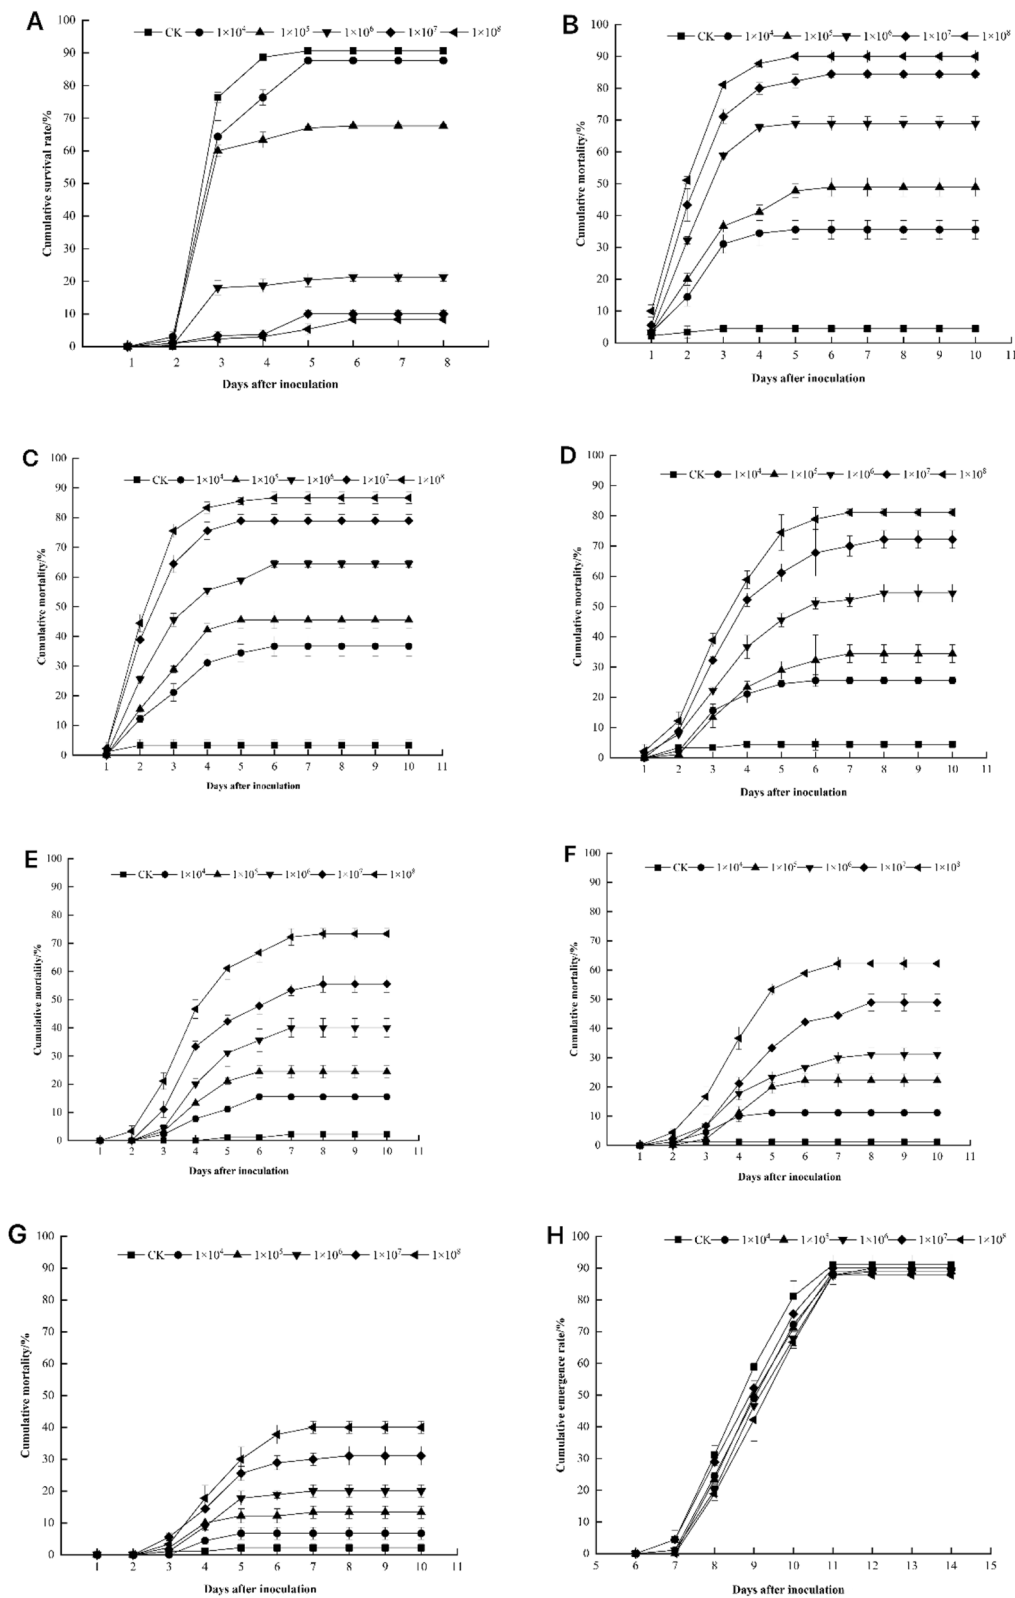 A
CK 1×10⁴ 1×10⁵ 1×10⁶ 1×10⁷ 1×10⁸
Cumulative survival rate/%
100
90
80
70
60
50
40
30
20
10
0
1 2 3 4 5 6 7 8
Days after inoculation
B
CK 1×10⁴ 1×10⁵ 1×10⁶ 1×10⁷ 1×10⁸
Cumulative mortality/%
100
90
80
70
60
50
40
30
20
10
0
1 2 3 4 5 6 7 8 9 10 11
Days after inoculation
C
CK 1×10⁴ 1×10⁵ 1×10⁶ 1×10⁷ 1×10⁸
Cumulative mortality/%
100
90
80
70
60
50
40
30
20
10
0
1 2 3 4 5 6 7 8 9 10 11
Days after inoculation
D
CK 1×10⁴ 1×10⁵ 1×10⁶ 1×10⁷ 1×10⁸
Cumulative mortality/%
100
90
80
70
60
50
40
30
20
10
0
1 2 3 4 5 6 7 8 9 10 11
Days after inoculation
E
CK 1×10⁴ 1×10⁵ 1×10⁶ 1×10⁷ 1×10⁸
Cumulative mortality/%
100
90
80
70
60
50
40
30
20
10
0
1 2 3 4 5 6 7 8 9 10 11
Days after inoculation
F
CK 1×10⁴ 1×10⁵ 1×10⁶ 1×10⁷ 1×10⁸
Cumulative mortality/%
100
90
80
70
60
50
40
30
20
10
0
1 2 3 4 5 6 7 8 9 10 11
Days after inoculation
G
CK 1×10⁴ 1×10⁵ 1×10⁶ 1×10⁷ 1×10⁸
Cumulative mortality/%
100
90
80
70
60
50
40
30
20
10
0
1 2 3 4 5 6 7 8 9 10 11
Days after inoculation
H
CK 1×10⁴ 1×10⁵ 1×10⁶ 1×10⁷ 1×10⁸
Cumulative emergence rate/%
100
90
80
70
60
50
40
30
20
10
0
5 6 7 8 9 10 11 12 13 14 15
Days after inoculation